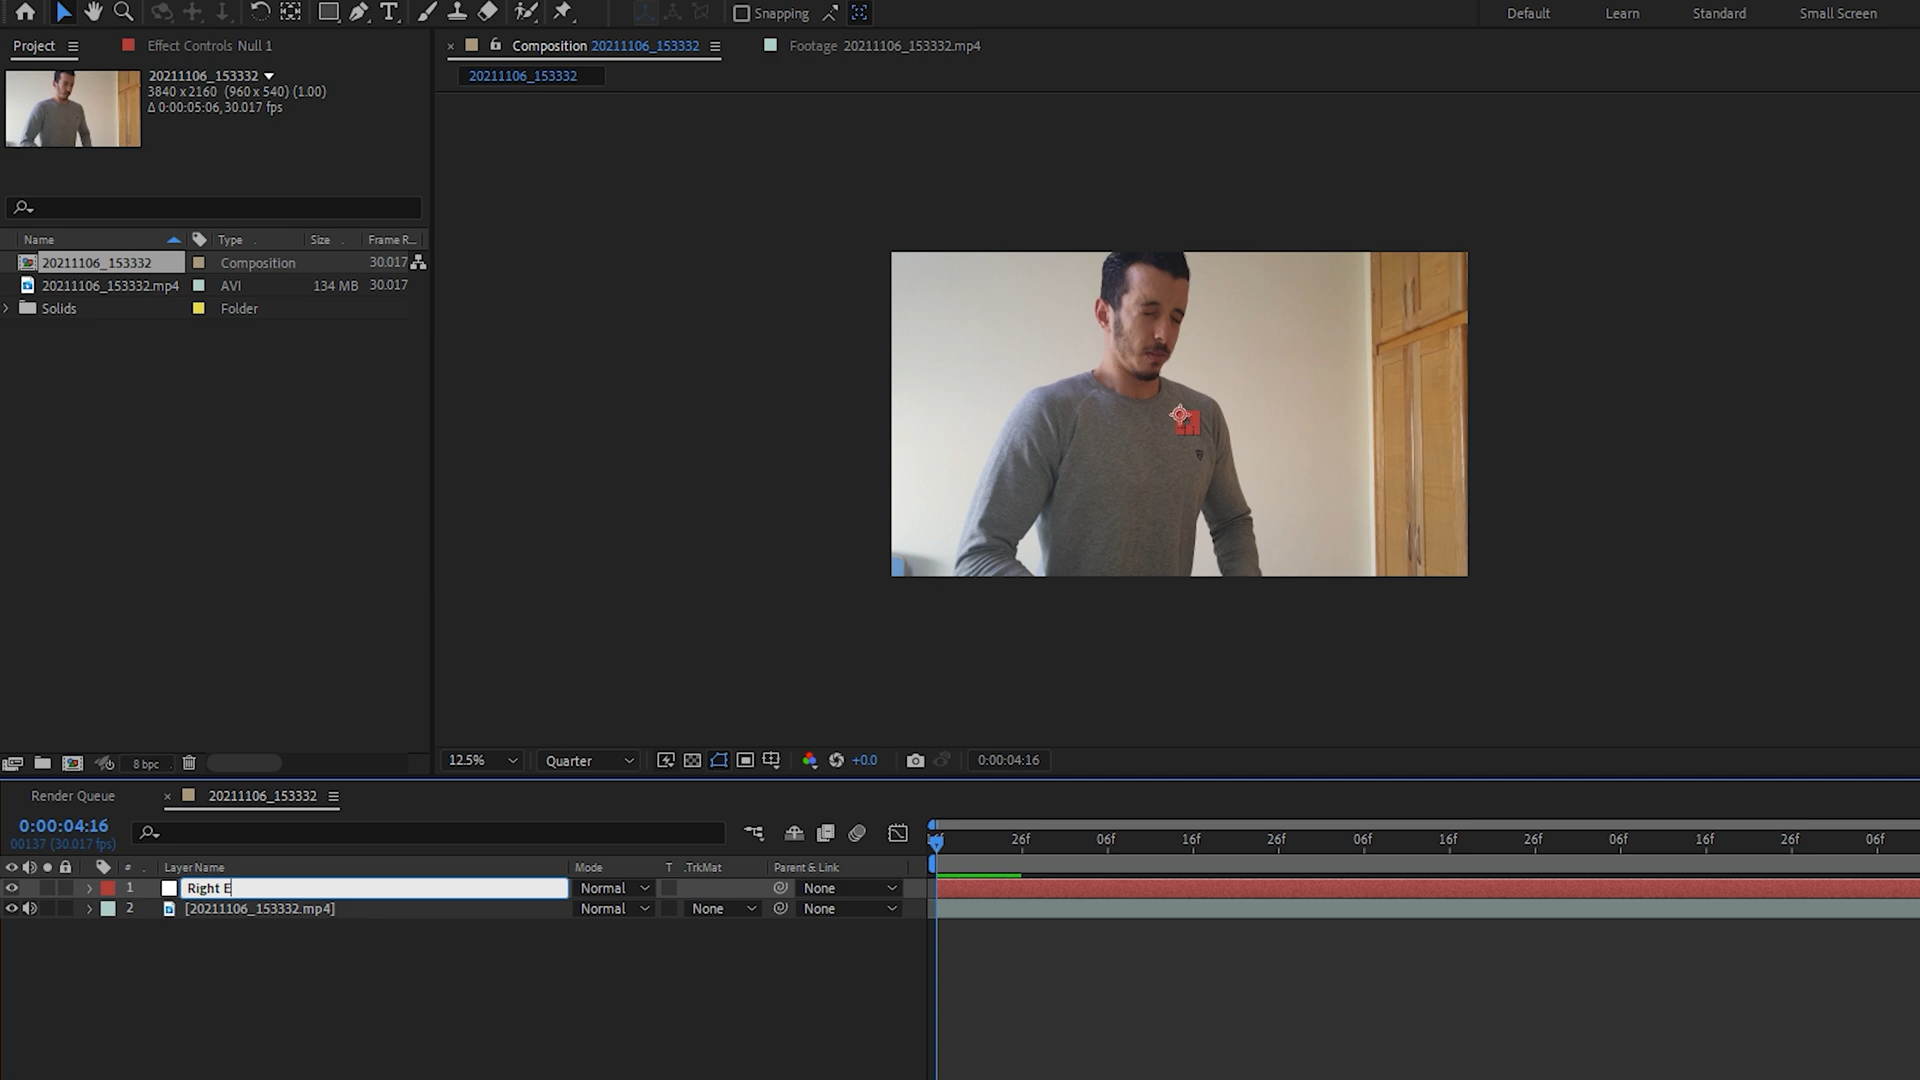 Snapping
Default
Learn
Standard
Small Screen
Project
Effect Controls Null 1
Composition 20211106_153332
Footage 20211106_153332.mp4
20211106_153332
20211106_153332
3840 x 2160 (960 x 540) (1.00)
Δ 0:00:05:06, 30.017 fps
Name
Type
Size
Frame R...
20211106_153332
Composition
30.017
20211106_153332.mp4
AVI
134 MB
30.017
Solids
Folder
8 bpc
12.5%
Quarter
+0.0
0:00:04:16
Render Queue
20211106_153332
0:00:04:16
00137 (30.017 fps)
26f
06f
16f
26f
06f
16f
26f
06f
16f
26f
06f
#
Layer Name
Mode
T
.TrkMat
Parent & Link
1
Right E
Normal
None
2
[20211106_153332.mp4]
Normal
None
None